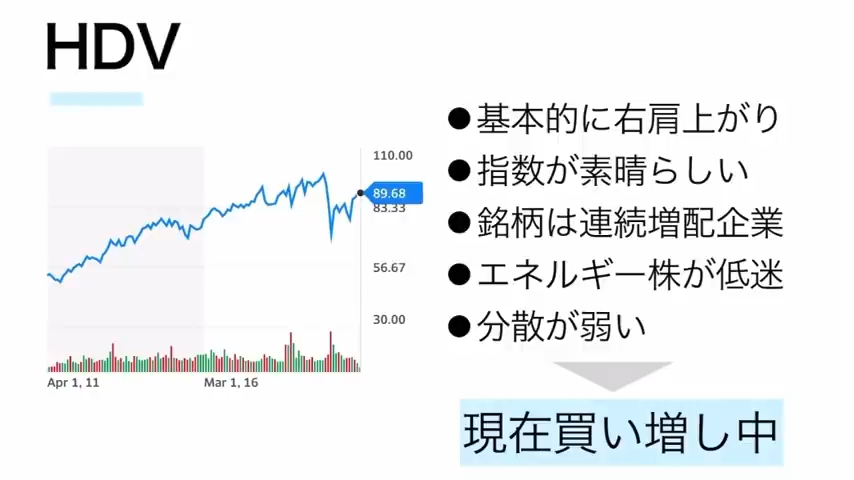 HDV
110.00
89.68
83.33
56.67
30.00
Apr 1, 11
Mar 1, 16
●基本的に右肩上がり
●指数が素晴らしい
●銘柄は連続増配企業
●エネルギー株が低迷
●分散が弱い
現在買い増し中